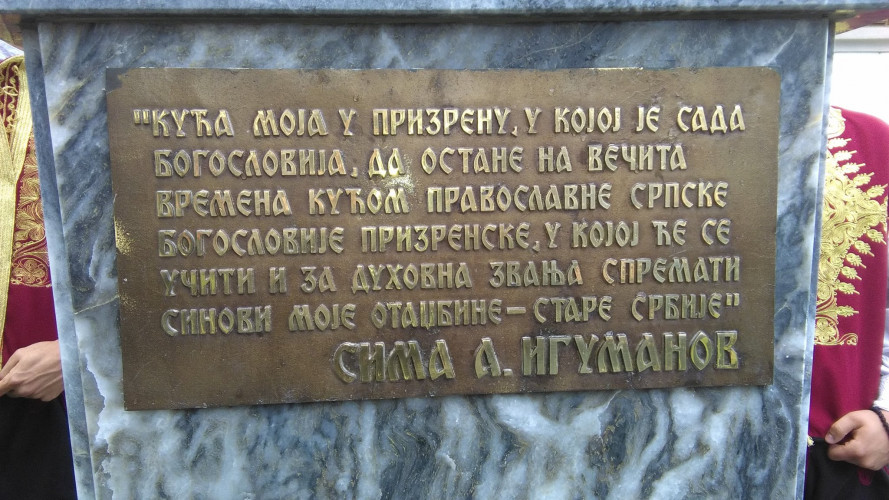 "КУЋА МОЈА У ПРИЗРЕНУ, У КОЈОЈ ЈЕ САДА
БОГОСЛОВИЈА, ДА ОСТАНЕ НА ВЕЧИТА
ВРЕМЕНА КУЋОМ ПРАВОСЛАВНЕ СРПСКЕ
БОГОСЛОВИЈЕ ПРИЗРЕНСКЕ, У КОЈОЈ ЋЕ СЕ
УЧИТИ И ЗА ДУХОВНА ЗВАЊА СПРЕМАТИ
СИНОВИ МОЈЕ ОТАЏБИНЕ – СТАРЕ СРБИЈЕ"
СИМА А. ИГУМАНОВ